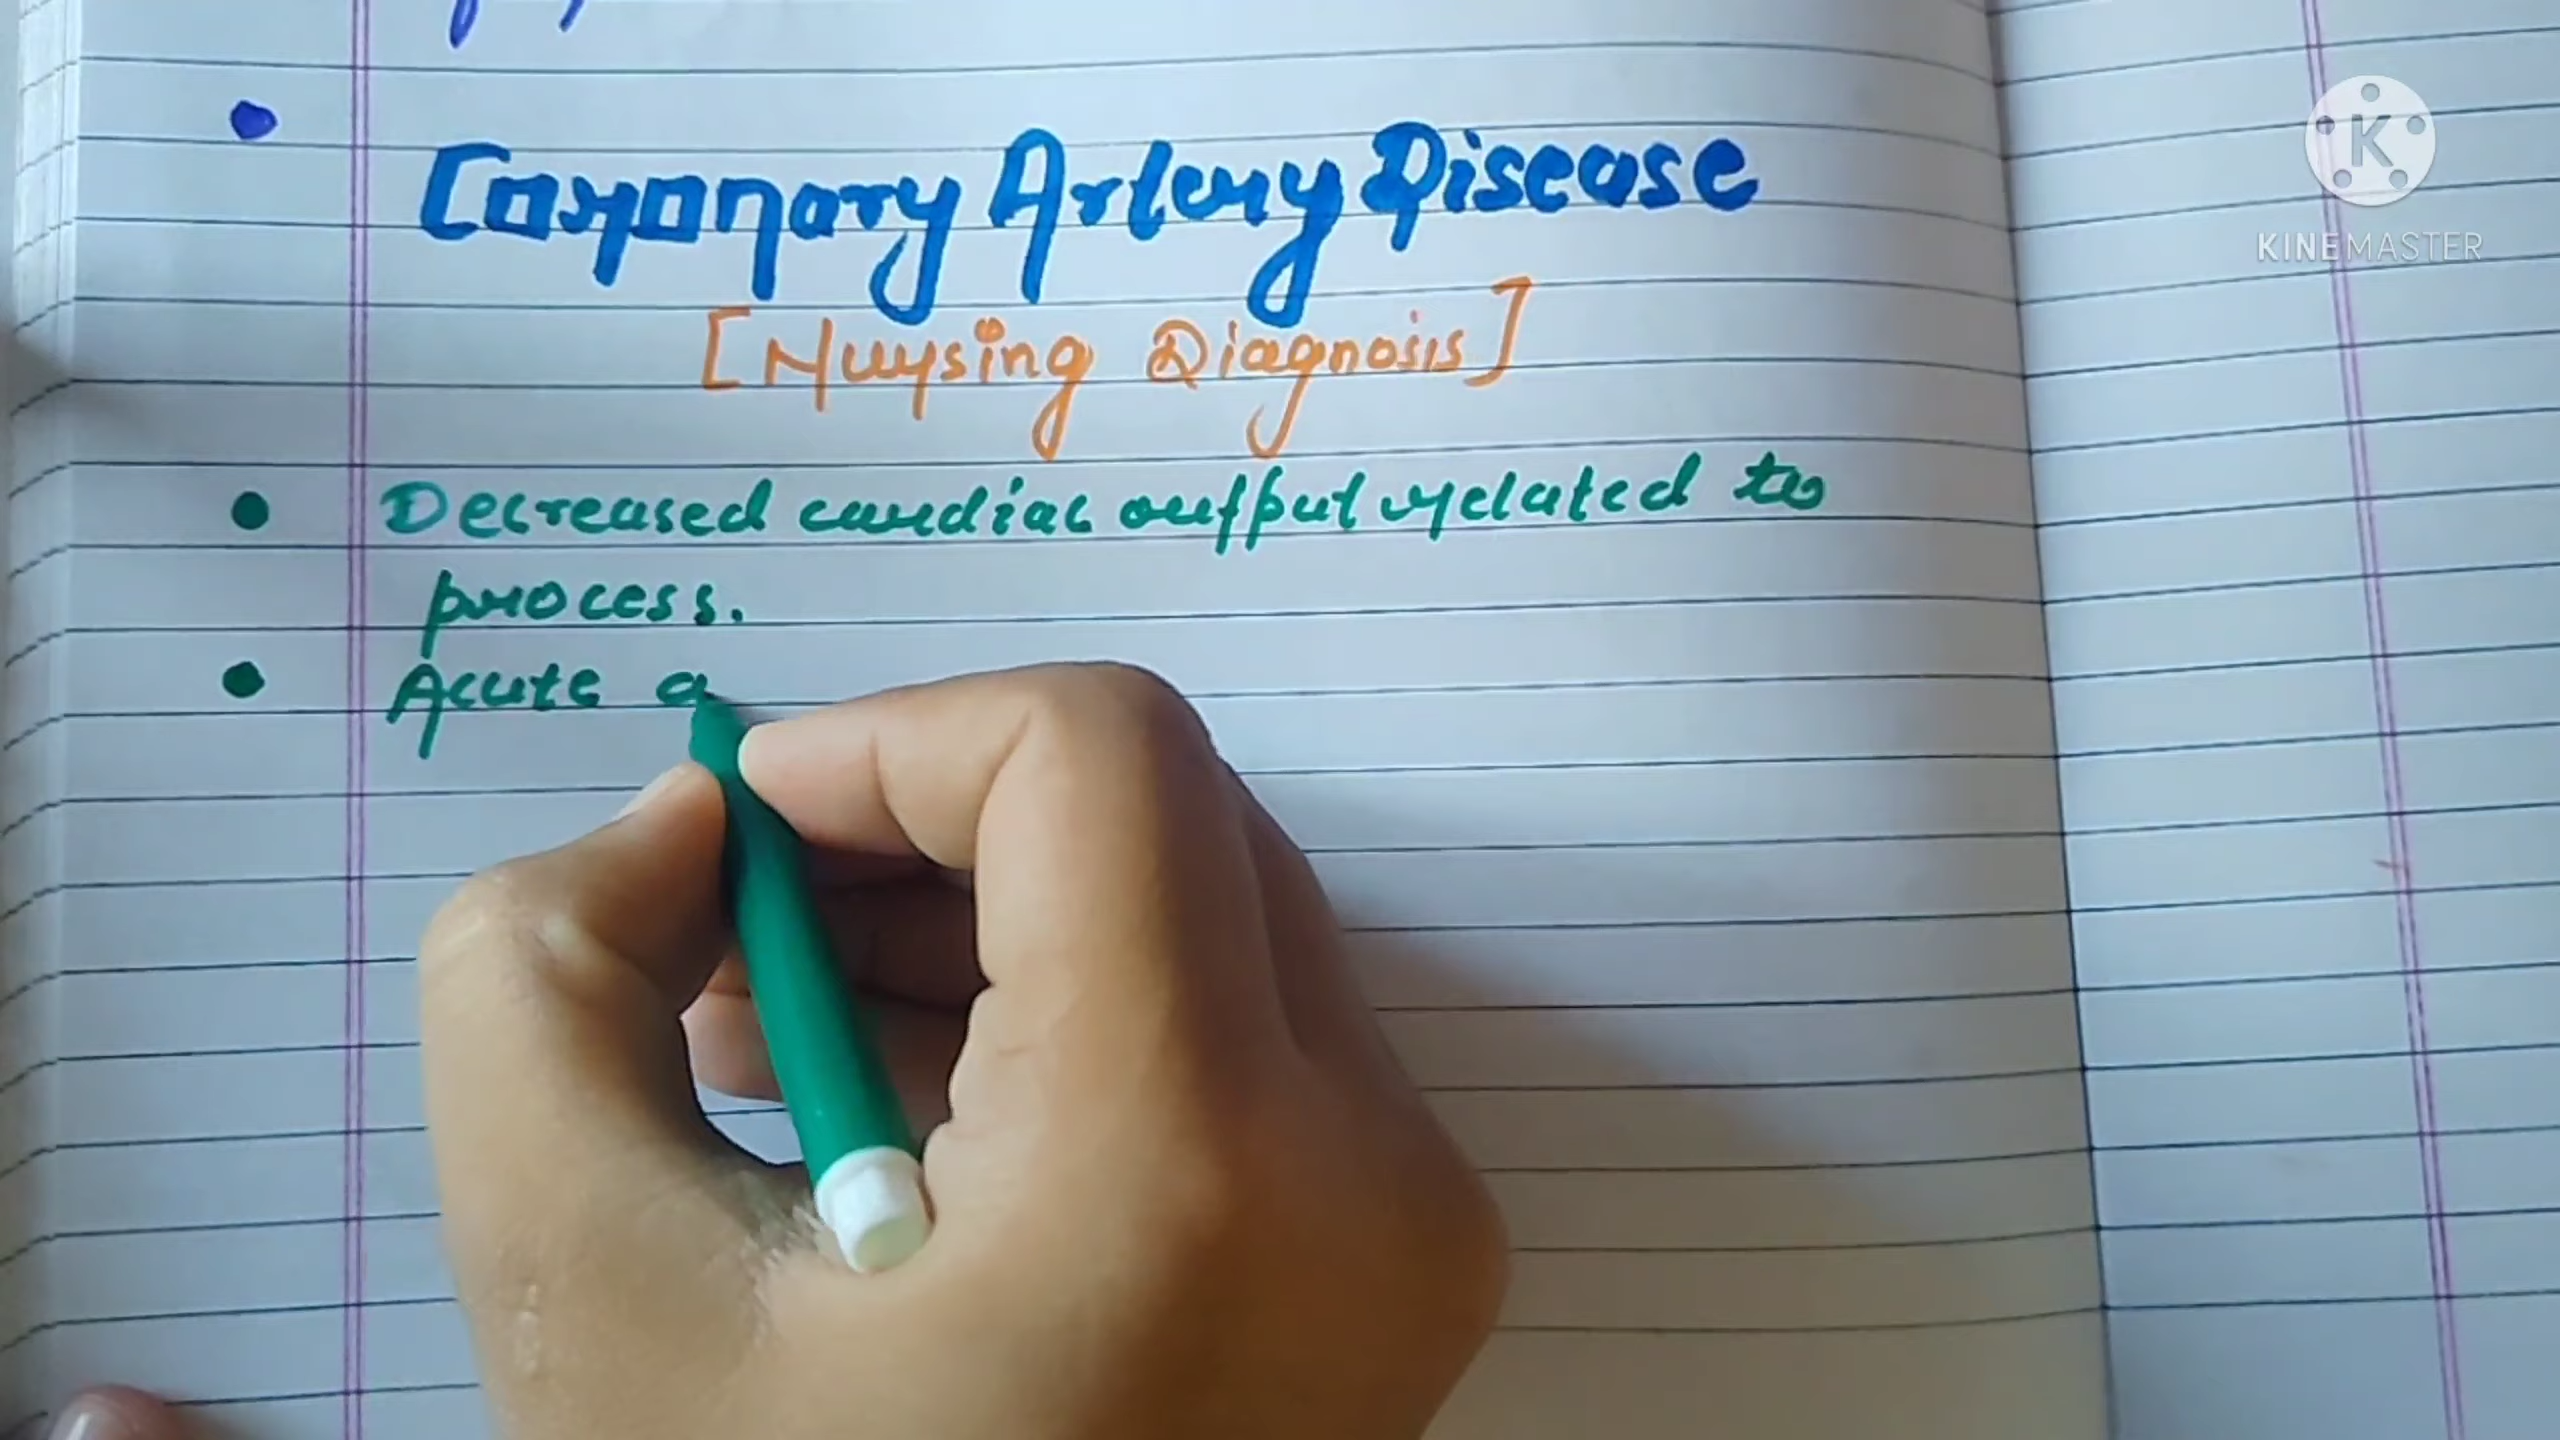 Coronary Artery Disease
[Nursing Diagnosis]
• Decreased cardiac output related to
process.
• Acute a
KINEMASTER